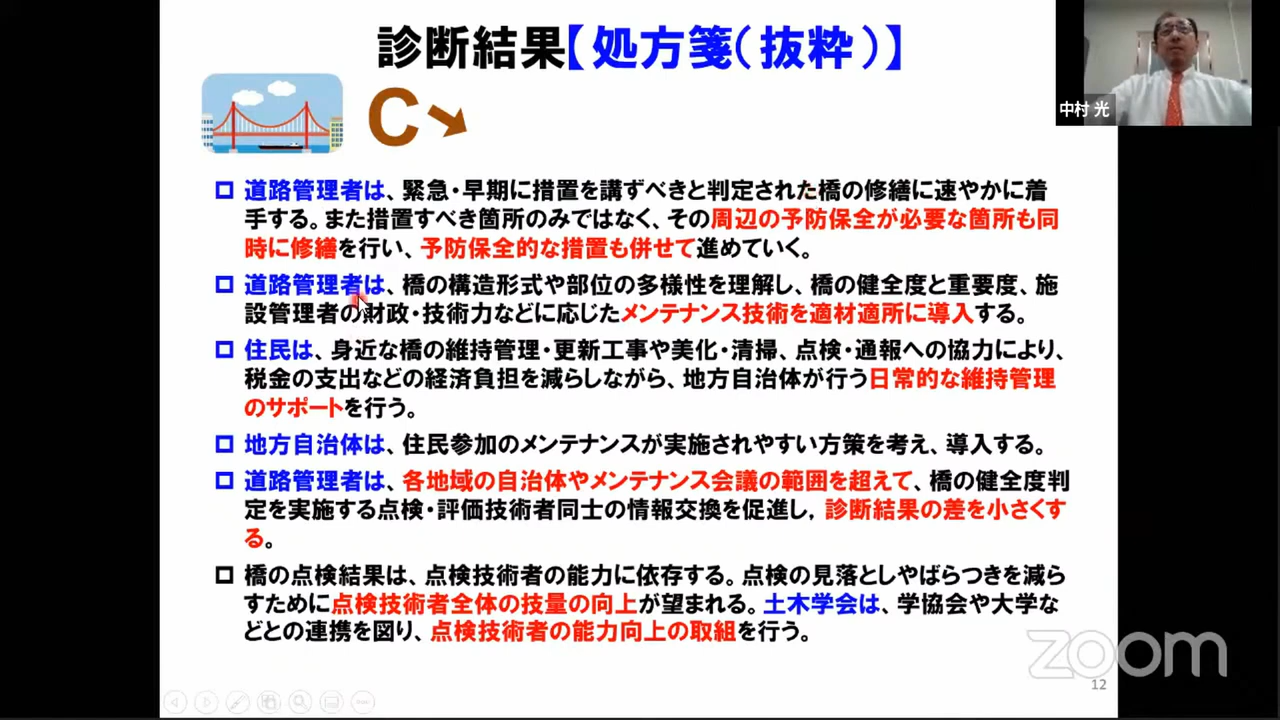 診断結果【処方箋（抜粋）】
中村 光
C
道路管理者は、緊急・早期に措置を講ずべきと判定された橋の修繕に速やかに着
手する。また措置すべき箇所のみではなく、その周辺の予防保全が必要な箇所も同
時に修繕を行い、予防保全的な措置も併せて進めていく。
道路管理者は、橋の構造形式や部位の多様性を理解し、橋の健全度と重要度、施
設管理者の財政・技術力などに応じたメンテナンス技術を適材適所に導入する。
住民は、身近な橋の維持管理・更新工事や美化・清掃、点検・通報への協力により、
税金の支出などの経済負担を減らしながら、地方自治体が行う日常的な維持管理
のサポートを行う。
地方自治体は、住民参加のメンテナンスが実施されやすい方策を考え、導入する。
道路管理者は、各地域の自治体やメンテナンス会議の範囲を超えて、橋の健全度判
定を実施する点検・評価技術者同士の情報交換を促進し，診断結果の差を小さくす
る。
橋の点検結果は、点検技術者の能力に依存する。点検の見落としやばらつきを減ら
すために点検技術者全体の技量の向上が望まれる。土木学会は、学協会や大学な
どとの連携を図り、点検技術者の能力向上の取組を行う。
zoom
12